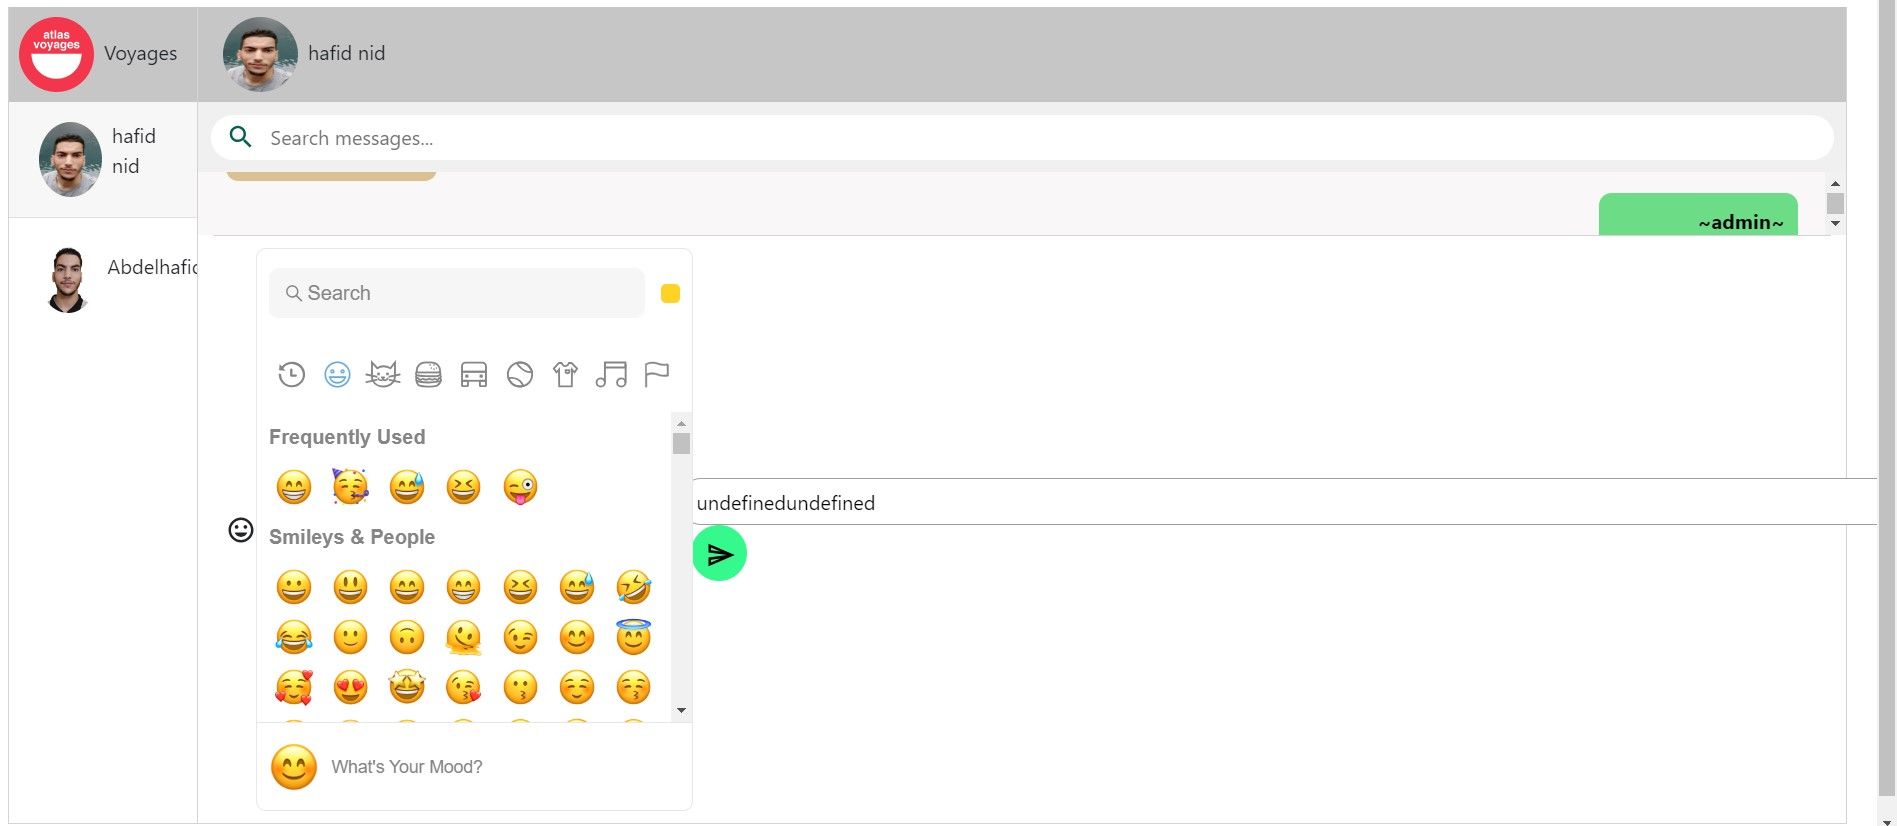 atlas
voyages
Voyages
hafid nid
hafid
nid
Abdelhafid
Search messages...
~admin~
Search
Frequently Used
Smileys & People
What's Your Mood?
undefinedundefined